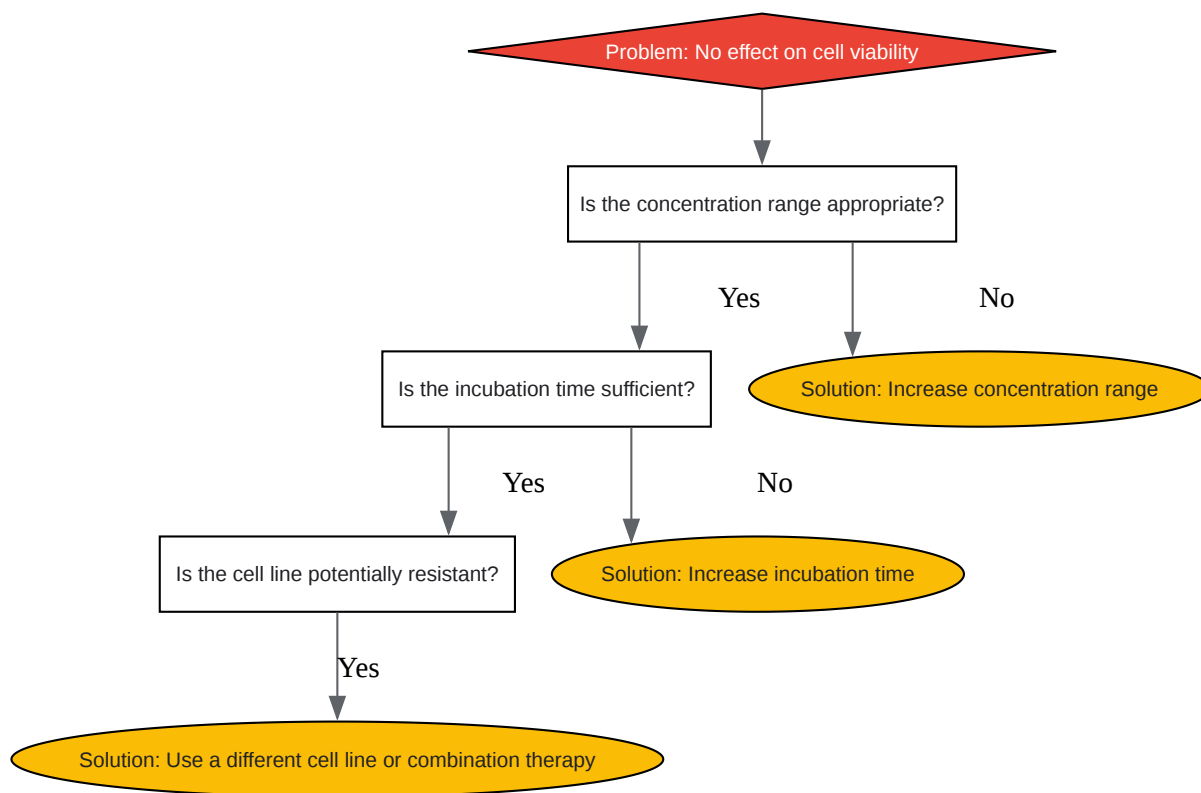 Problem: No effect on cell viability
Is the concentration range appropriate?
Yes
No
Is the incubation time sufficient?
Solution: Increase concentration range
Yes
No
Is the cell line potentially resistant?
Solution: Increase incubation time
Yes
Solution: Use a different cell line or combination therapy